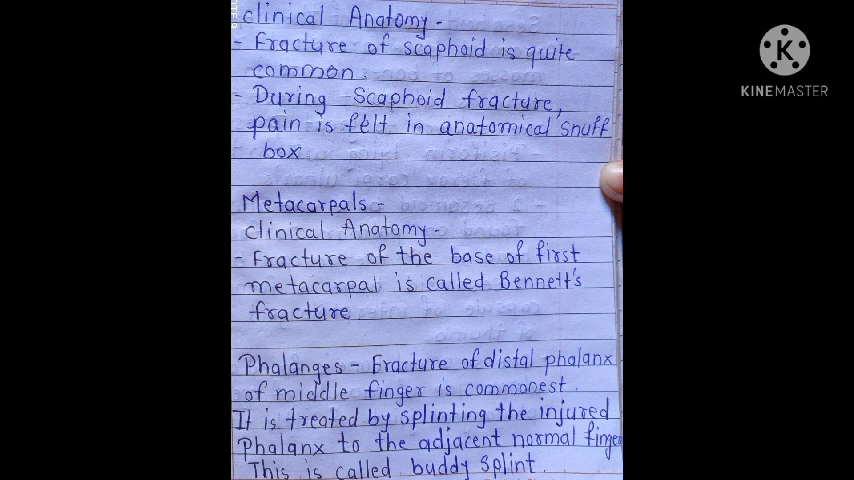 Clinical Anatomy -
- Fracture of scaphoid is quite
common.
- During Scaphoid fracture,
pain is felt in anatomical snuff
box
Metacarpals -
Clinical Anatomy -
- Fracture of the base of first
metacarpal is called Bennett's
fracture
Phalanges - Fracture of distal phalanx
of middle finger is commonest.
It is treated by splinting the injured
Phalanx to the adjacent normal finger
This is called buddy splint.
K
KINEMASTER